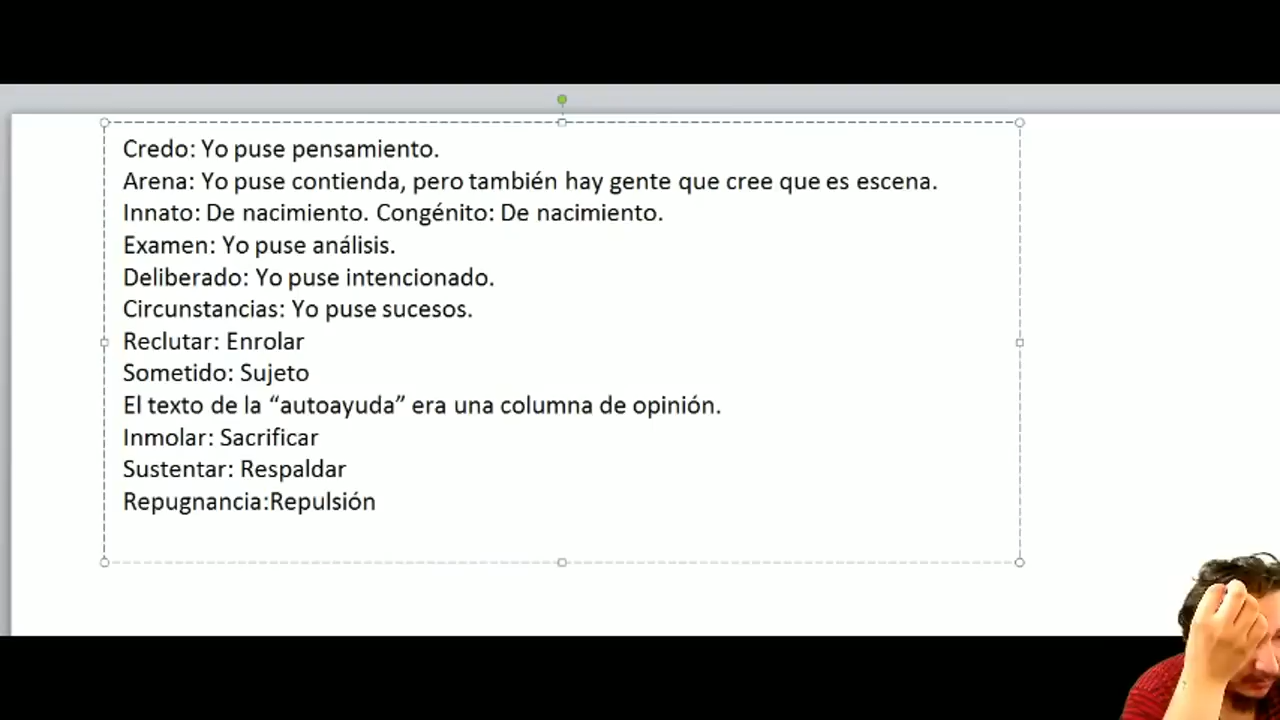 Credo: Yo puse pensamiento.
Arena: Yo puse contienda, pero también hay gente que cree que es escena.
Innato: De nacimiento. Congénito: De nacimiento.
Examen: Yo puse análisis.
Deliberado: Yo puse intencionado.
Circunstancias: Yo puse sucesos.
Reclutar: Enrolar
Sometido: Sujeto
El texto de la “autoayuda” era una columna de opinión.
Inmolar: Sacrificar
Sustentar: Respaldar
Repugnancia:Repulsión